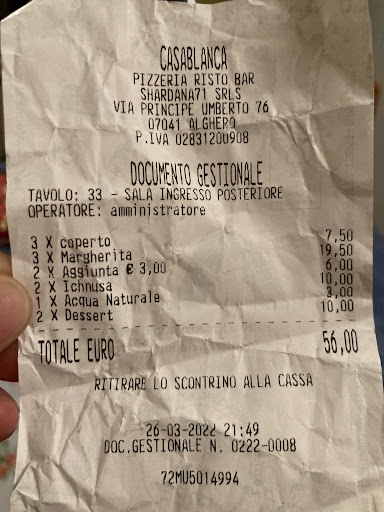 CASABLANCA
PIZZERIA RISTO BAR
SHARDANA71 SRLS
VIA PRINCIPE UMBERTO 76
07041 ALGHERO
P.IVA 02831200908
DOCUMENTO GESTIONALE
TAVOLO: 33 - SALA INGRESSO POSTERIORE
OPERATORE: amministratore
3 X coperto 7,50
3 X Margherita 19,50
2 X Aggiunta € 3,00 6,00
2 X Ichnusa 10,00
1 X Acqua Naturale 3,00
2 X Dessert 10,00
TOTALE EURO 56,00
RITIRARE LO SCONTRINO ALLA CASSA
26-03-2022 21:49
DOC.GESTIONALE N. 0222-0008
72MU5014994